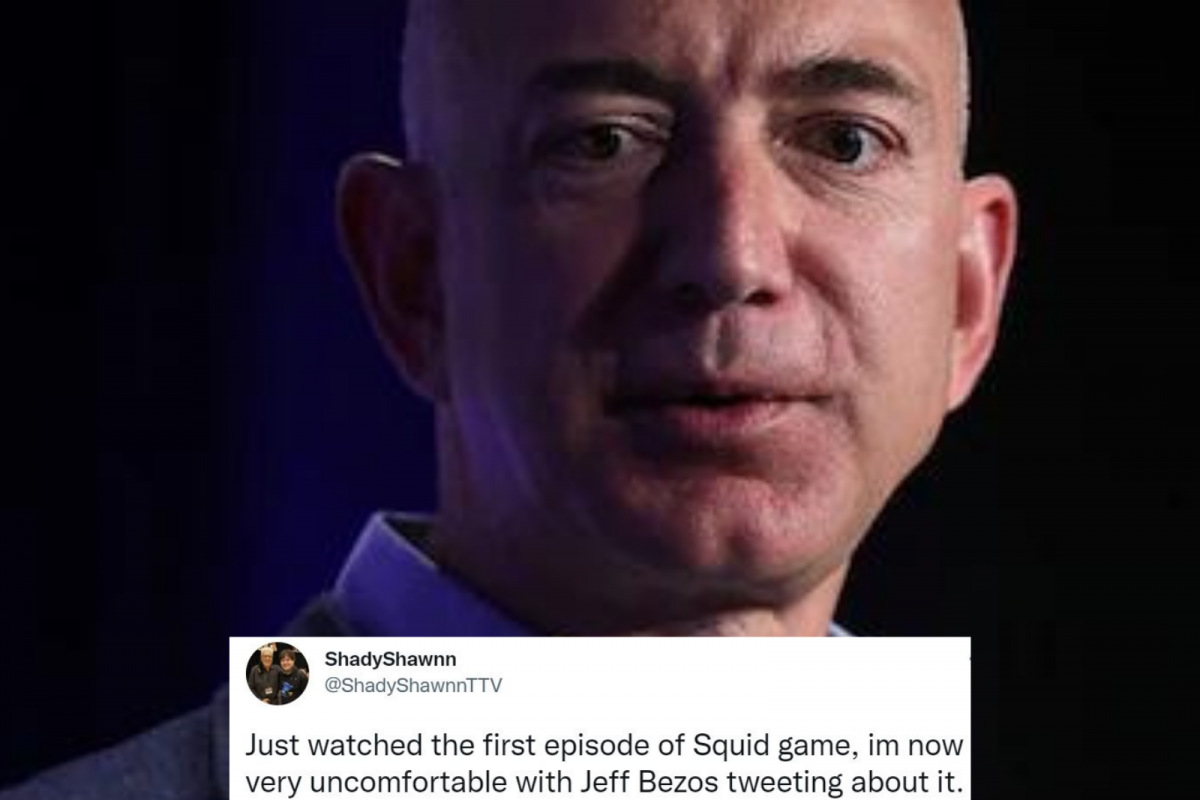 ShadyShawnn
@ShadyShawnnTTV
Just watched the first episode of Squid game, im now
very uncomfortable with Jeff Bezos tweeting about it.